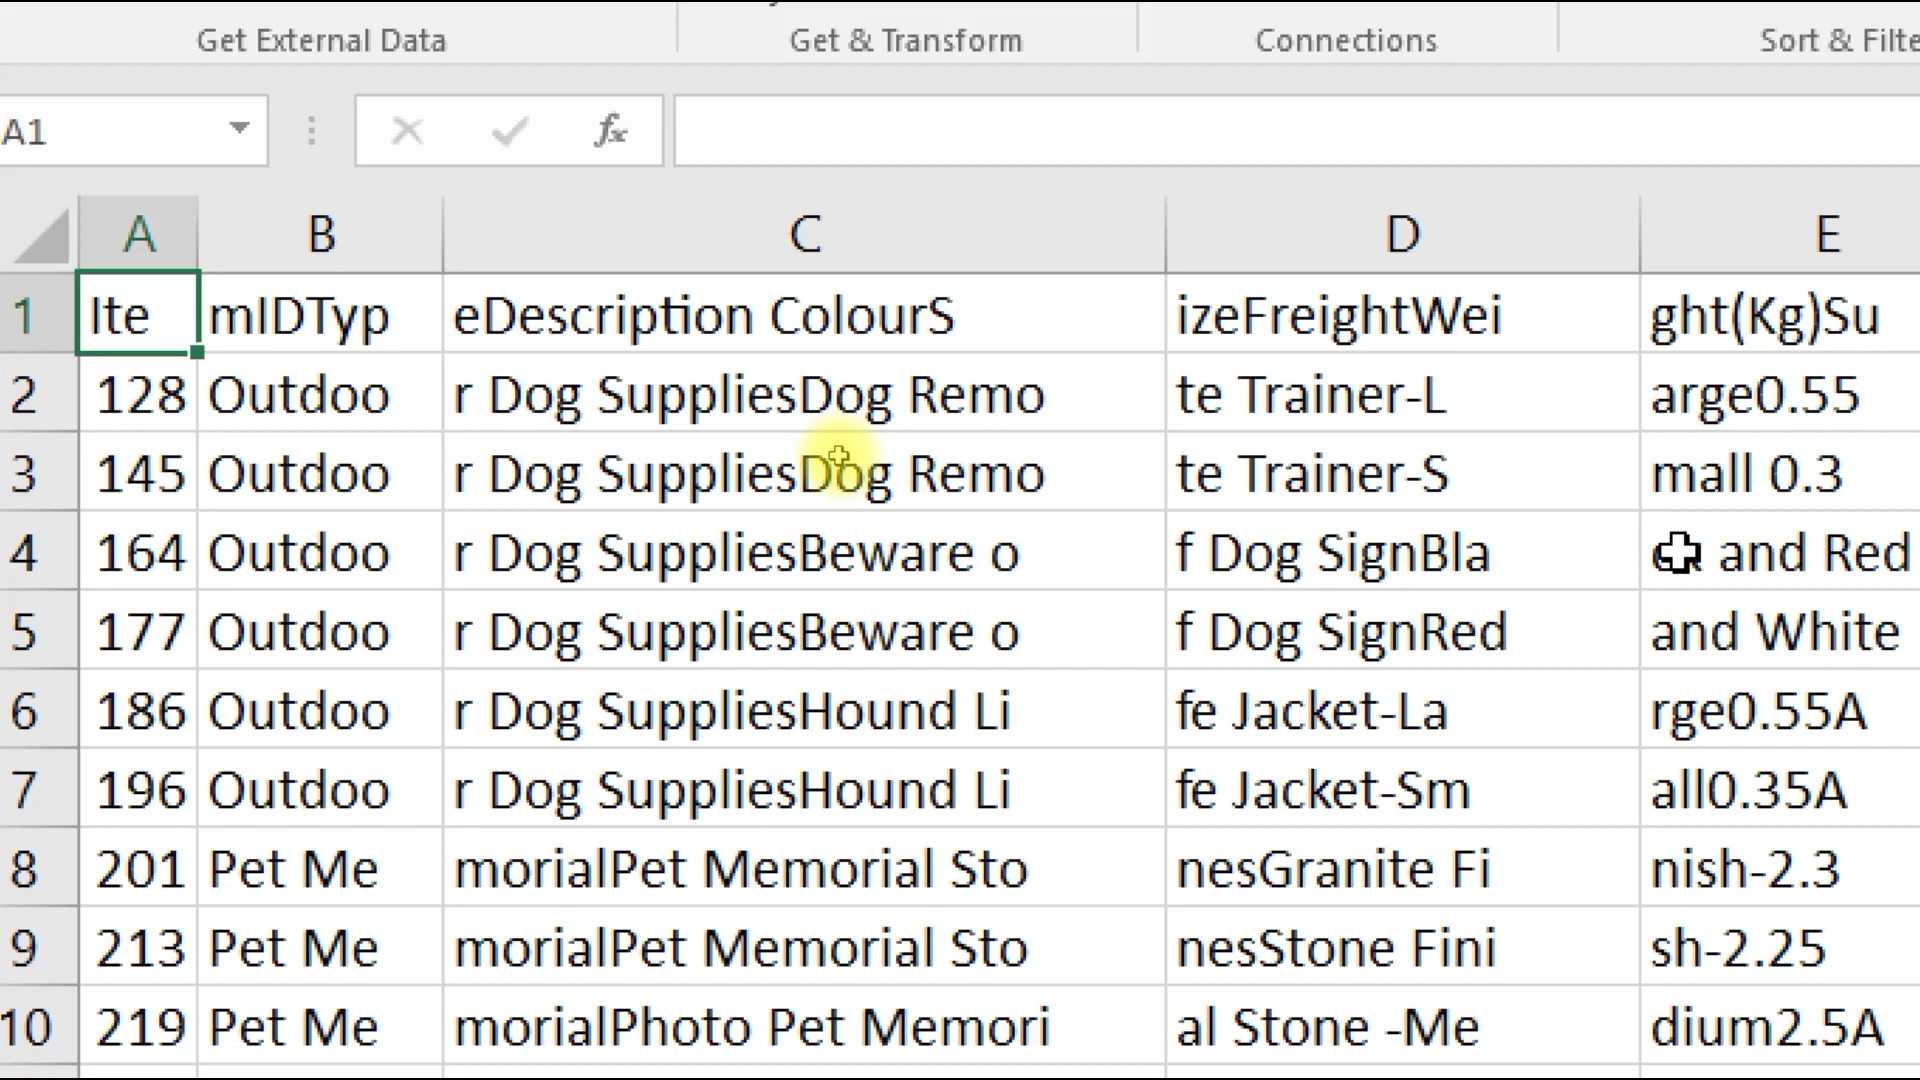 Get External Data Get & Transform Connections Sort & Filte
A1 fx
A B C D E
1 Ite mIDTyp eDescription ColourS izeFreightWei ght(Kg)Su
2 128 Outdoo r Dog SuppliesDog Remo te Trainer-L arge0.55
3 145 Outdoo r Dog SuppliesDog Remo te Trainer-S mall 0.3
4 164 Outdoo r Dog SuppliesBeware o f Dog SignBla and Red
5 177 Outdoo r Dog SuppliesBeware o f Dog SignRed and White
6 186 Outdoo r Dog SuppliesHound Li fe Jacket-La rge0.55A
7 196 Outdoo r Dog SuppliesHound Li fe Jacket-Sm all0.35A
8 201 Pet Me morialPet Memorial Sto nesGranite Fi nish-2.3
9 213 Pet Me morialPet Memorial Sto nesStone Fini sh-2.25
10 219 Pet Me morialPhoto Pet Memori al Stone -Me dium2.5A